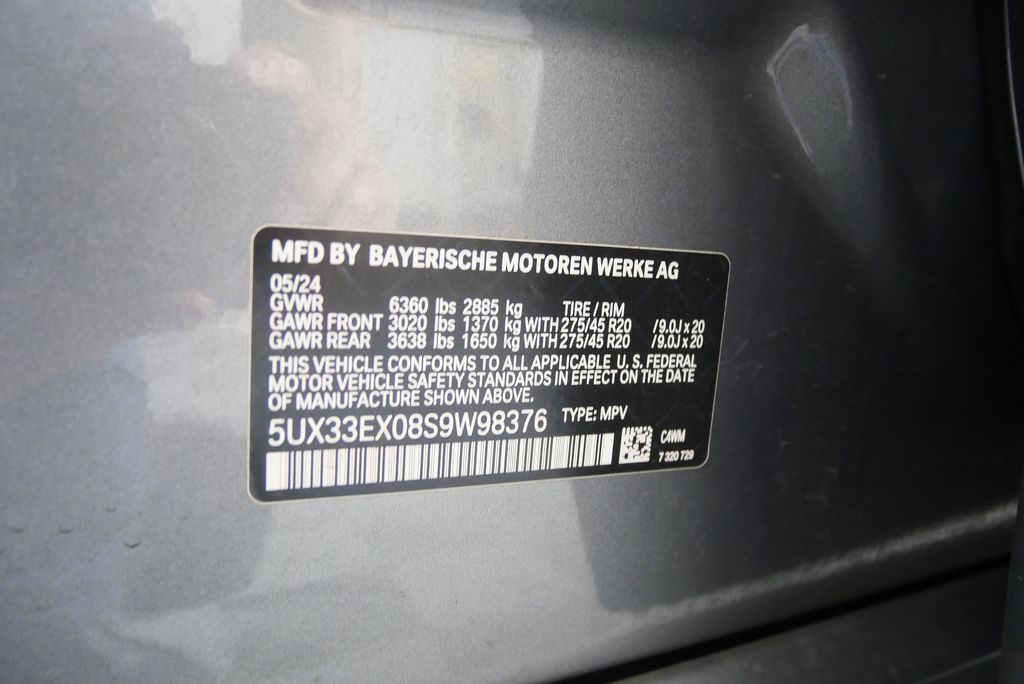 MFD BY BAYERISCHE MOTOREN WERKE AG
05/24
GVWR 6360 lbs 2885 kg TIRE / RIM
GAWR FRONT 3020 lbs 1370 kg WITH 275/45 R20 / 9.0J x 20
GAWR REAR 3638 lbs 1650 kg WITH 275/45 R20 / 9.0J x 20
THIS VEHICLE CONFORMS TO ALL APPLICABLE U.S. FEDERAL
MOTOR VEHICLE SAFETY STANDARDS IN EFFECT ON THE DATE
OF MANUFACTURE SHOWN ABOVE.
5UX33EX08S9W98376 TYPE: MPV
C4WM
7 320 729